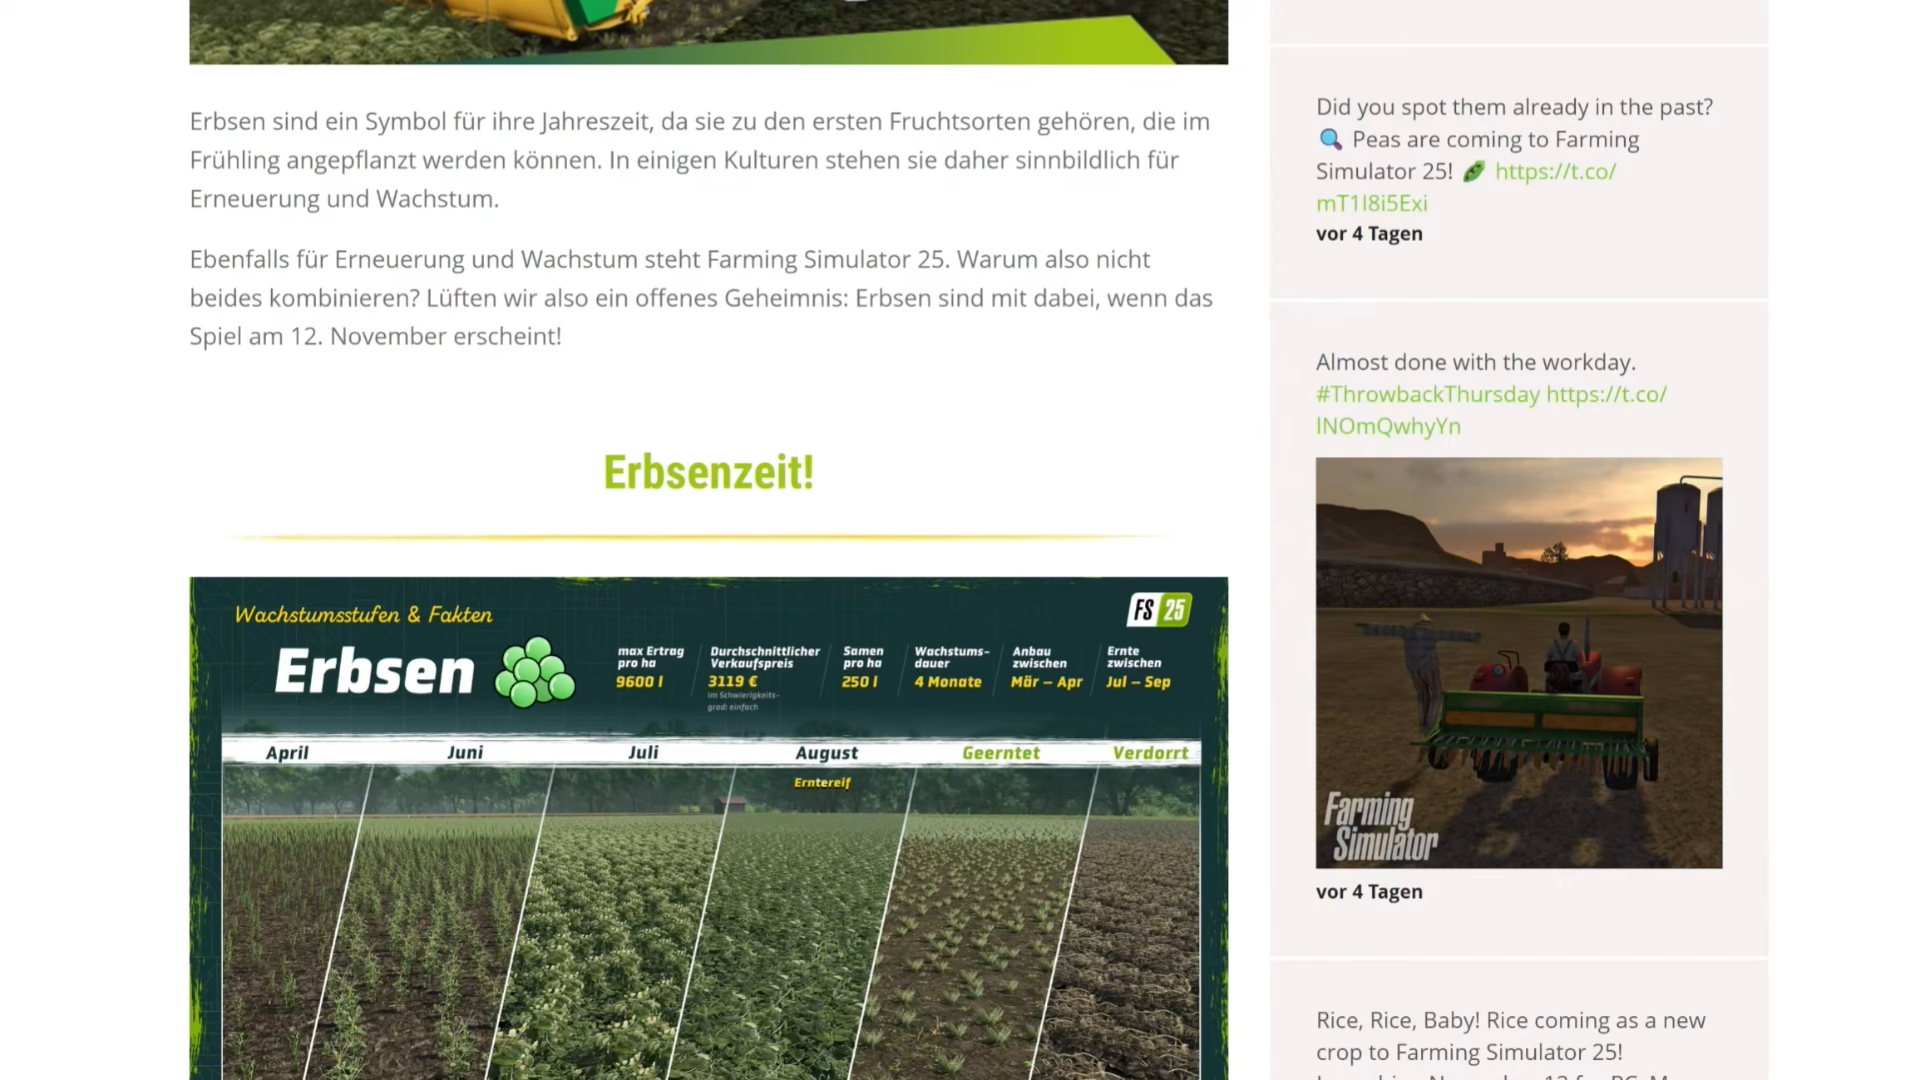 Erbsen sind ein Symbol für ihre Jahreszeit, da sie zu den ersten Fruchtsorten gehören, die im
Frühling angepflanzt werden können. In einigen Kulturen stehen sie daher sinnbildlich für
Erneuerung und Wachstum.
Ebenfalls für Erneuerung und Wachstum steht Farming Simulator 25. Warum also nicht
beides kombinieren? Lüften wir also ein offenes Geheimnis: Erbsen sind mit dabei, wenn das
Spiel am 12. November erscheint!
Erbsenzeit!
Wachstumsstufen & Fakten
FS 25
Erbsen
max Ertrag
pro ha
9600 l
Durchschnittlicher
Verkaufspreis
3119 €
im Schwierigkeits-
grad: einfach
Samen
pro ha
250 l
Wachstums-
dauer
4 Monate
Anbau
zwischen
Mär – Apr
Ernte
zwischen
Jul – Sep
April
Juni
Juli
August
Geerntet
Verdorrt
Erntereif
Did you spot them already in the past?
Peas are coming to Farming
Simulator 25! https://t.co/
mT1I8i5Exi
vor 4 Tagen
Almost done with the workday.
#ThrowbackThursday https://t.co/
lNOmQwhyYn
Farming
Simulator
vor 4 Tagen
Rice, Rice, Baby! Rice coming as a new
crop to Farming Simulator 25!